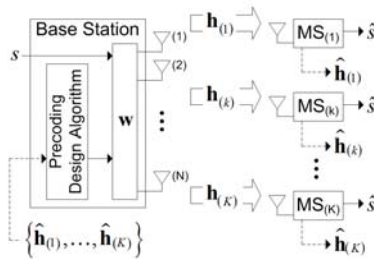 Base Station
s
Precoding Design Algorithm
w
(1)
(2)
(N)
{ĥ(1),...,ĥ(K)}
h(1)
h(k)
h(K)
MS(1)
ŝ
ĥ(1)
MS(k)
ŝ
ĥ(k)
MS(K)
ŝ
ĥ(K)